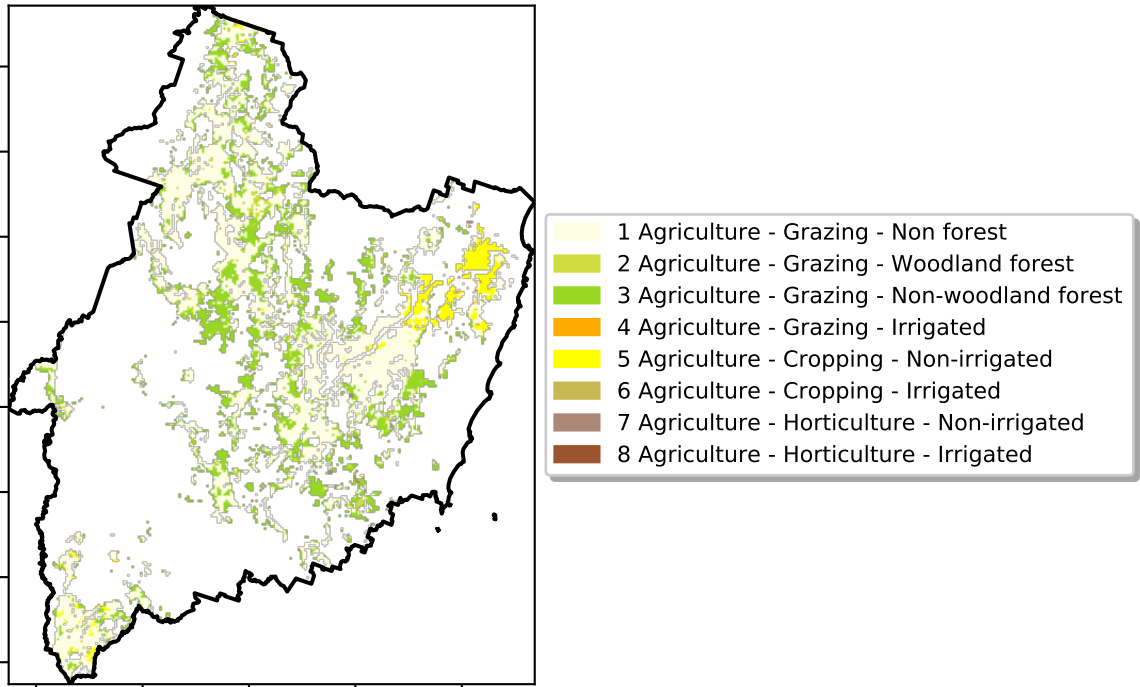 1 Agriculture - Grazing - Non forest
2 Agriculture - Grazing - Woodland forest
3 Agriculture - Grazing - Non-woodland forest
4 Agriculture - Grazing - Irrigated
5 Agriculture - Cropping - Non-irrigated
6 Agriculture - Cropping - Irrigated
7 Agriculture - Horticulture - Non-irrigated
8 Agriculture - Horticulture - Irrigated